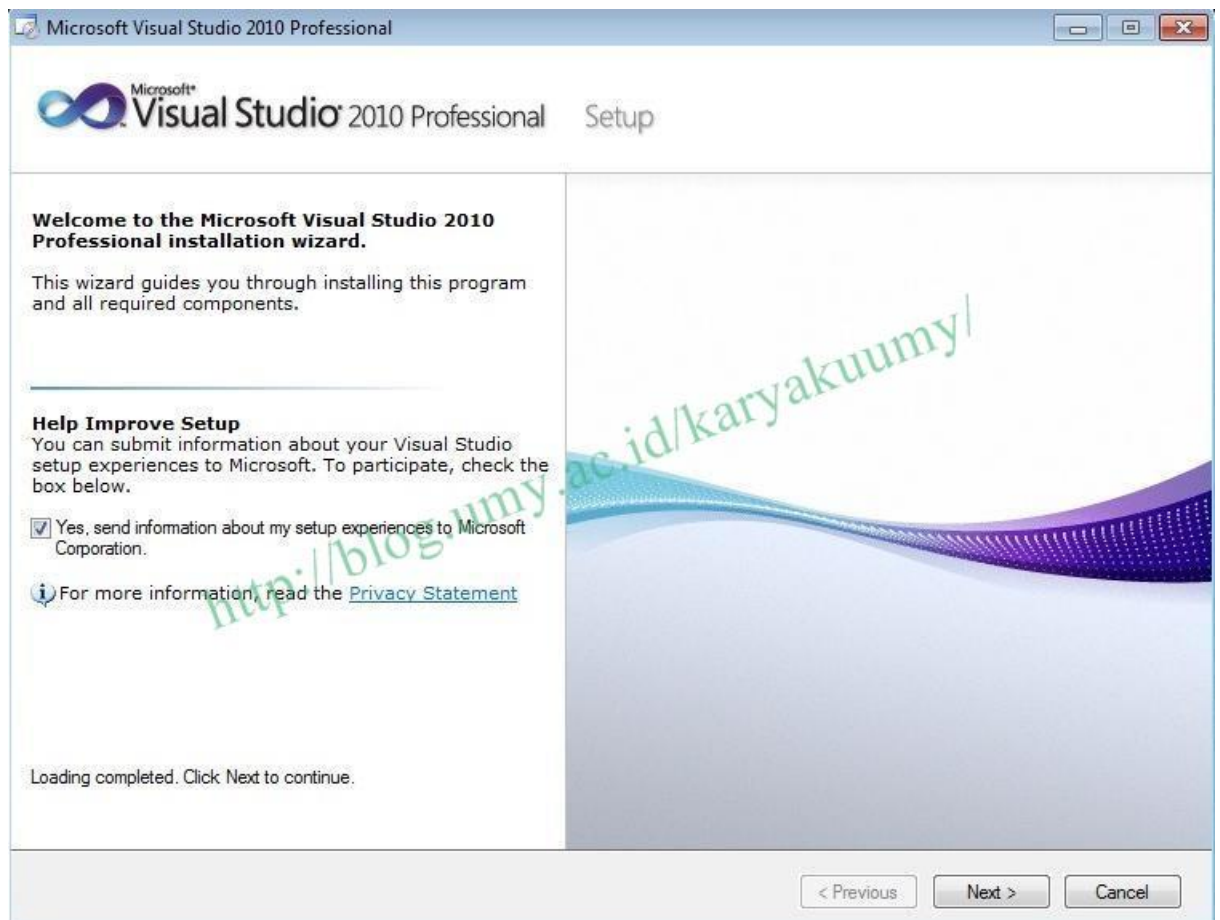 Microsoft Visual Studio 2010 Professional
Microsoft®
Visual Studio® 2010 Professional Setup
Welcome to the Microsoft Visual Studio 2010
Professional installation wizard.
This wizard guides you through installing this program
and all required components.
Help Improve Setup
You can submit information about your Visual Studio
setup experiences to Microsoft. To participate, check the
box below.
Yes, send information about my setup experiences to Microsoft
Corporation.
For more information, read the Privacy Statement
http://blog.umy.ac.id/karyakuumy/
Loading completed. Click Next to continue.
< Previous Next > Cancel